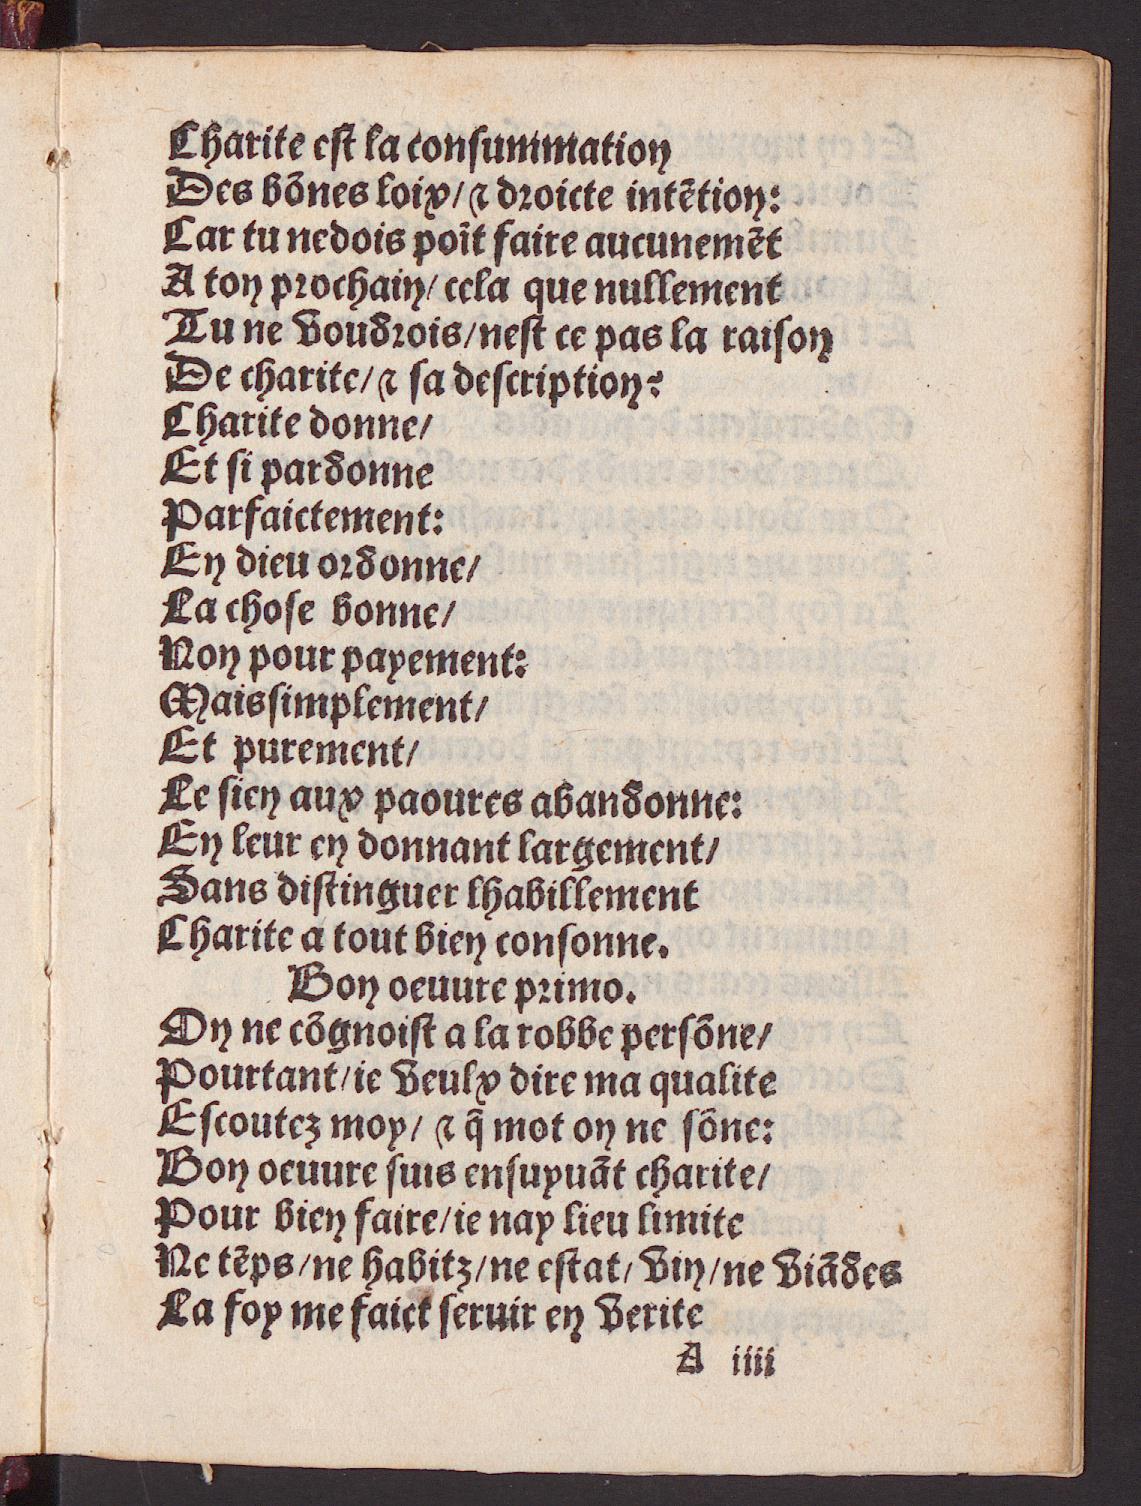 Charite est la consummation
Des bõnes loix/ ⁊ droicte intẽtion:
Car tu nedois poĩt faire aucunemẽt
A ton prochain/ cela que nullement
Tu ne voudrois/nest ce pas la raison
De charite/ ⁊ sa description?
Charite donne/
Et si pardonne
Parfaictement:
En dieu ordonne/
La chose bonne/
Non pour payement:
Maissimplement/
Et purement/
Le sien aux paoures abandonne:
En leur en donnant largement/
Sans distinguer lhabillement
Charite a tout bien consonne.
Bon oeuure primo.
On ne cõgnoist a la robbe persõne/
Pourtant/ie veulx dire ma qualite
Escoutez moy/ ⁊ q̃ mot on ne sõne:
Bon oeuure suis ensuyuãt charite/
Pour bien faire/ie nay lieu limite
Ne tẽps/ne habitz/ne estat/ vin/ne viãdes
La foy me faict seruir en verite
A iiii